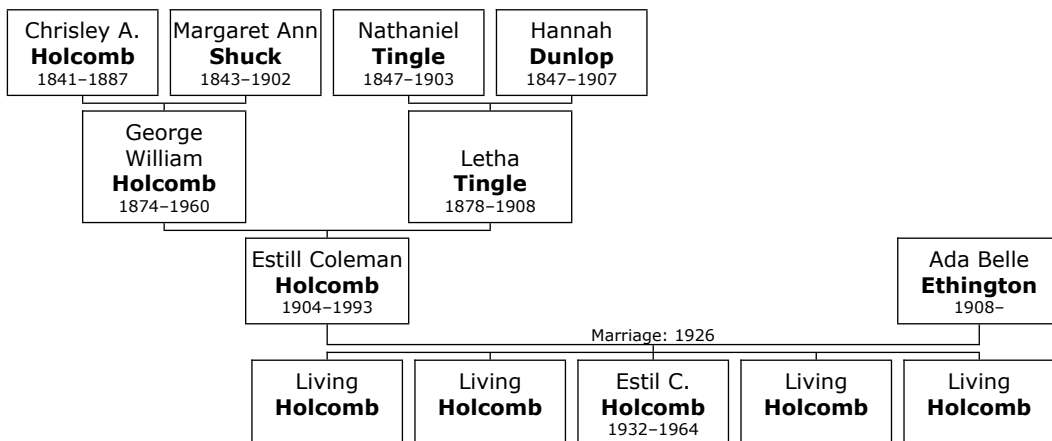 Chrisley A.
Holcomb
1841–1887
Margaret Ann
Shuck
1843–1902
Nathaniel
Tingle
1847–1903
Hannah
Dunlop
1847–1907
George
William
Holcomb
1874–1960
Letha
Tingle
1878–1908
Estill Coleman
Holcomb
1904–1993
Ada Belle
Ethington
1908–
Marriage: 1926
Living
Holcomb
Living
Holcomb
Estil C.
Holcomb
1932–1964
Living
Holcomb
Living
Holcomb